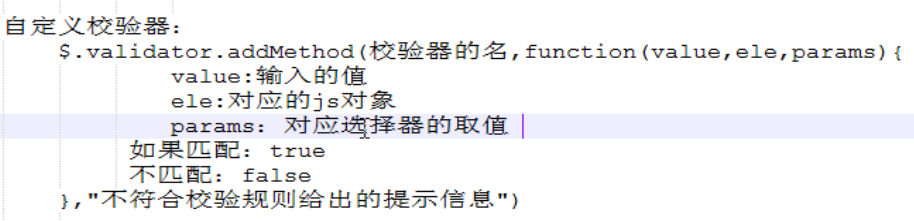 自定义校验器:
$.validator.addMethod(校验器的名,function(value,ele,params){
value:输入的值
ele:对应的js对象
params: 对应选择器的取值
如果匹配: true
不匹配: false
},"不符合校验规则给出的提示信息")